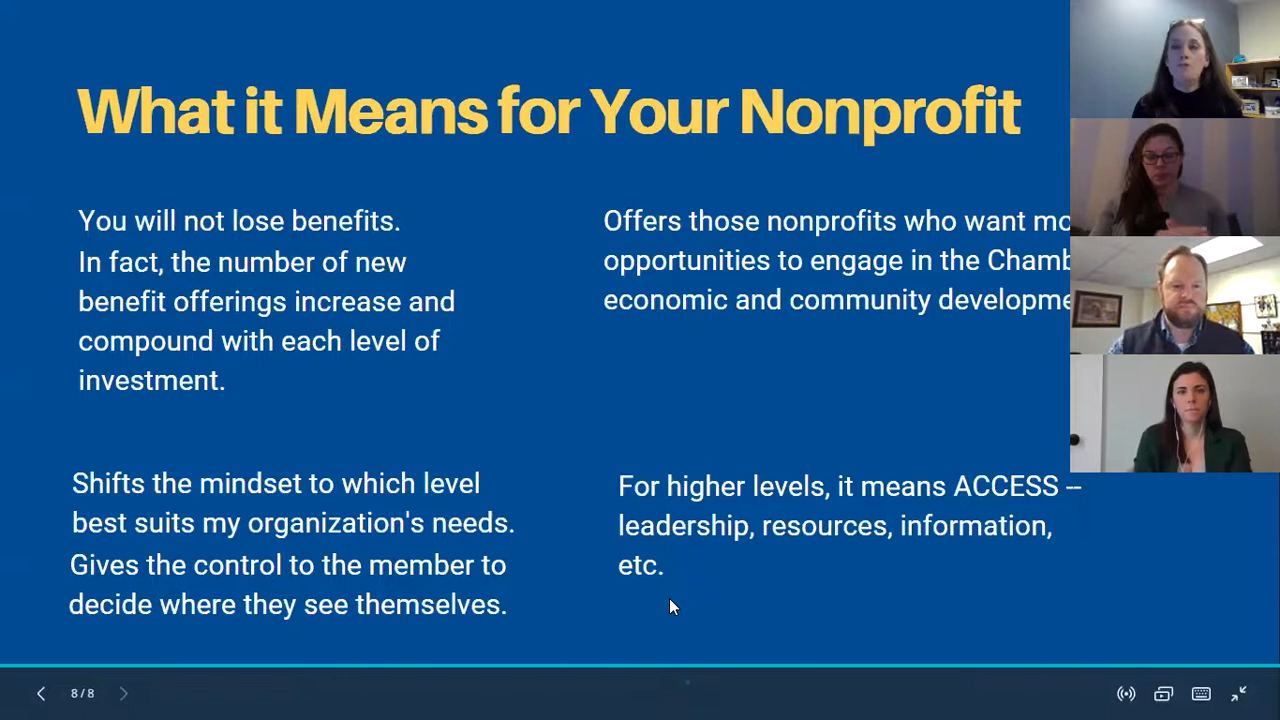 What it Means for Your Nonprofit
You will not lose benefits.
In fact, the number of new
benefit offerings increase and
compound with each level of
investment.
Offers those nonprofits who want
opportunities to engage in the
economic and community
Shifts the mindset to which level
best suits my organization's needs.
Gives the control to the member to
decide where they see themselves.
For higher levels, it means ACCESS --
leadership, resources, information,
etc.
8/8